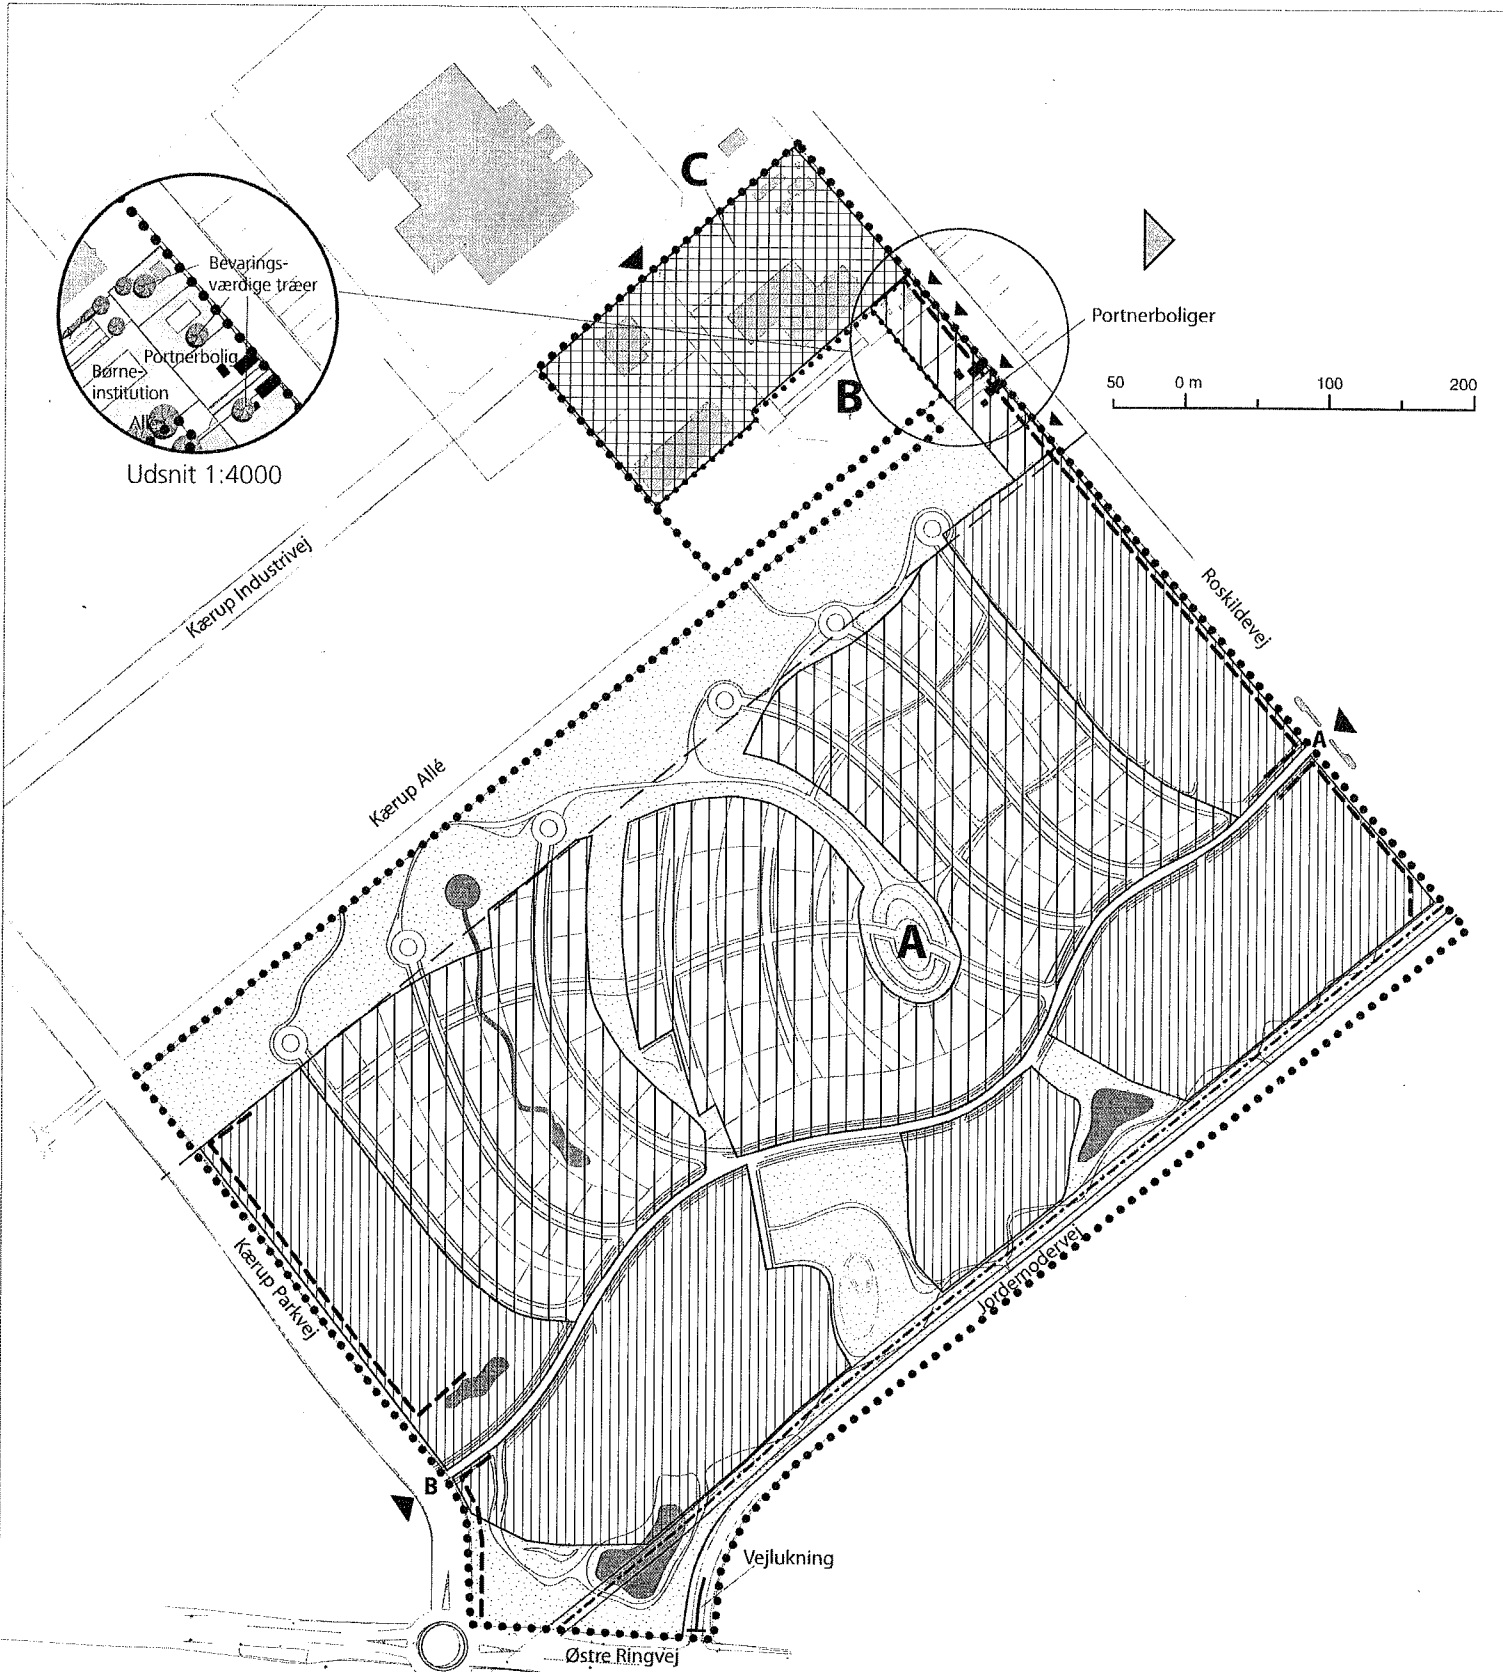 C
Bevarings-
værdige træer
Portnerbolig
Børne-
institution
Allé
Udsnit 1:4000
Portnerboliger
B
50 0 m 100 200
Kærup Industrivej
Roskildevej
A
Kærup Allé
A
Kærup Parkvej
Jordemodervej
B
Vejlukning
Østre Ringvej